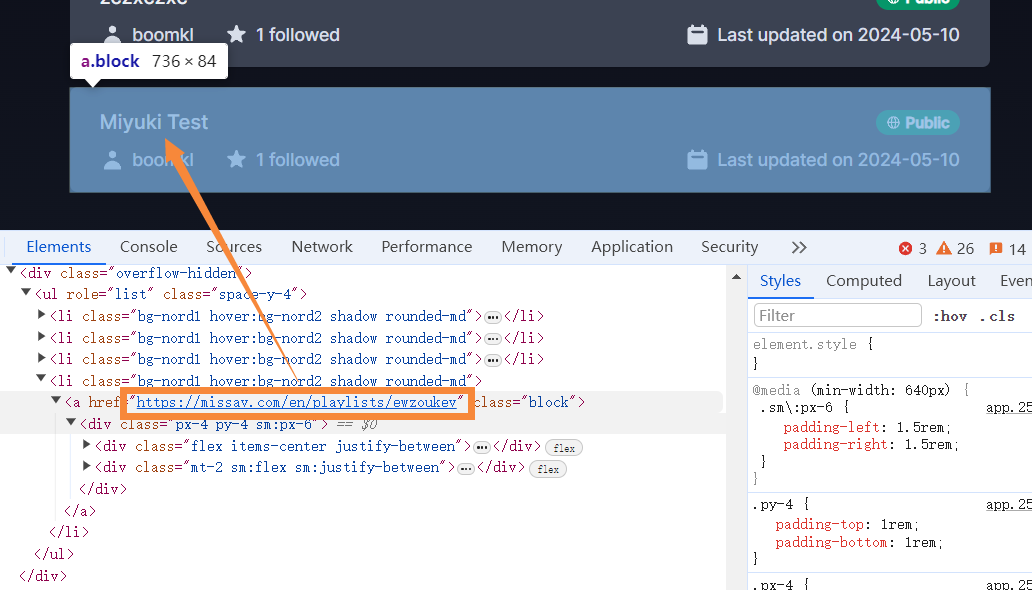 zczxczxc
Public
boomkl 1 followed Last updated on 2024-05-10
a.block 736 × 84
Miyuki Test Public
boomkl 1 followed Last updated on 2024-05-10
Elements Console Sources Network Performance Memory Application Security 3 26 14
<div class="overflow-hidden">
<ul role="list" class="space-y-4">
<li class="bg-nord1 hover:bg-nord2 shadow rounded-md">…</li>
<li class="bg-nord1 hover:bg-nord2 shadow rounded-md">…</li>
<li class="bg-nord1 hover:bg-nord2 shadow rounded-md">…</li>
<li class="bg-nord1 hover:bg-nord2 shadow rounded-md">
<a href="https://missav.com/en/playlists/ewzoukev" class="block">
<div class="px-4 py-4 sm:px-6"> == $0
<div class="flex items-center justify-between">…</div> flex
<div class="mt-2 sm:flex sm:justify-between">…</div> flex
</div>
</a>
</li>
</ul>
</div>
Styles Computed Layout Even
Filter :hov .cls
element.style {
}
@media (min-width: 640px) {
.sm\:px-6 { app.25
padding-left: 1.5rem;
padding-right: 1.5rem;
}
}
.py-4 { app.25
padding-top: 1rem;
padding-bottom: 1rem;
}
.px-4 { app.25